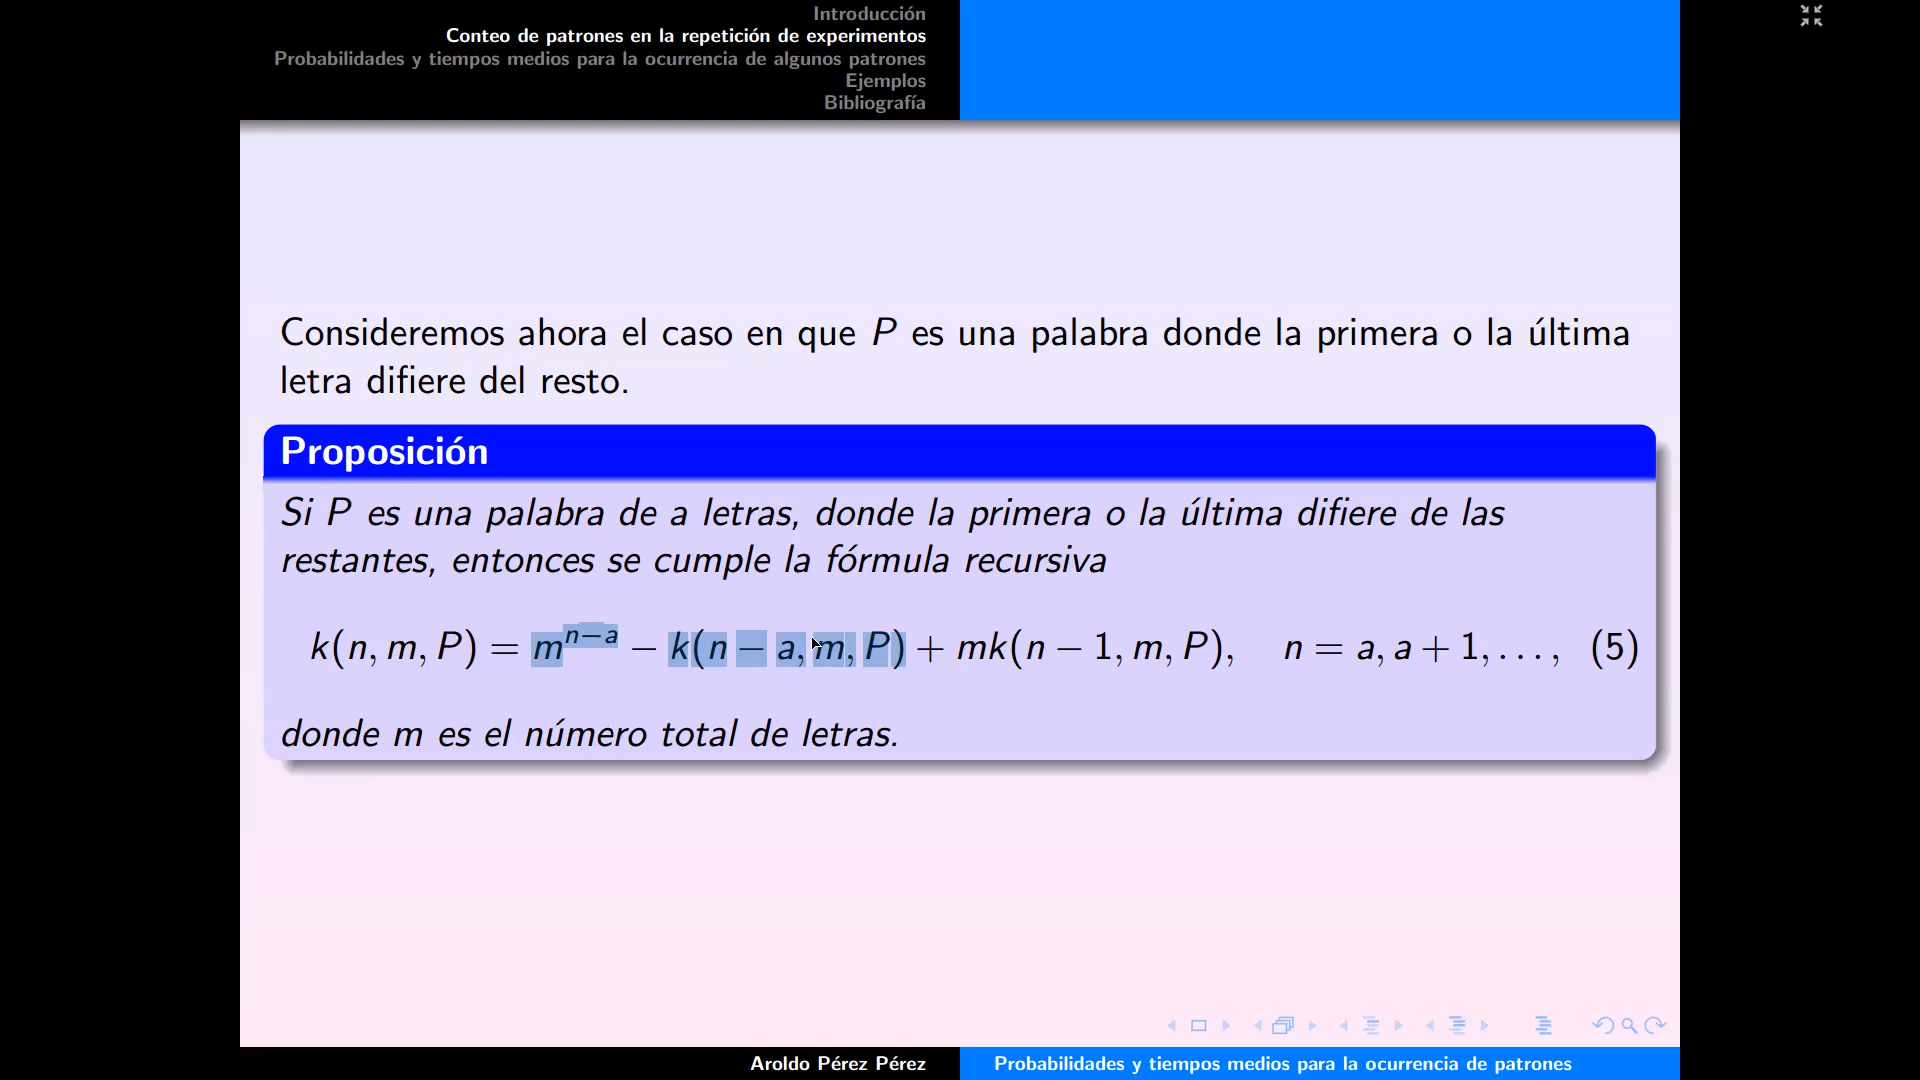 Introducción
Conteo de patrones en la repetición de experimentos
Probabilidades y tiempos medios para la ocurrencia de algunos patrones
Ejemplos
Bibliografía
Consideremos ahora el caso en que P es una palabra donde la primera o la última
letra difiere del resto.
Proposición
Si P es una palabra de a letras, donde la primera o la última difiere de las
restantes, entonces se cumple la fórmula recursiva
k(n, m, P) = m^{n−a} − k(n − a, m, P) + mk(n − 1, m, P),    n = a, a + 1, . . . ,   (5)
donde m es el número total de letras.
Aroldo Pérez Pérez
Probabilidades y tiempos medios para la ocurrencia de patrones